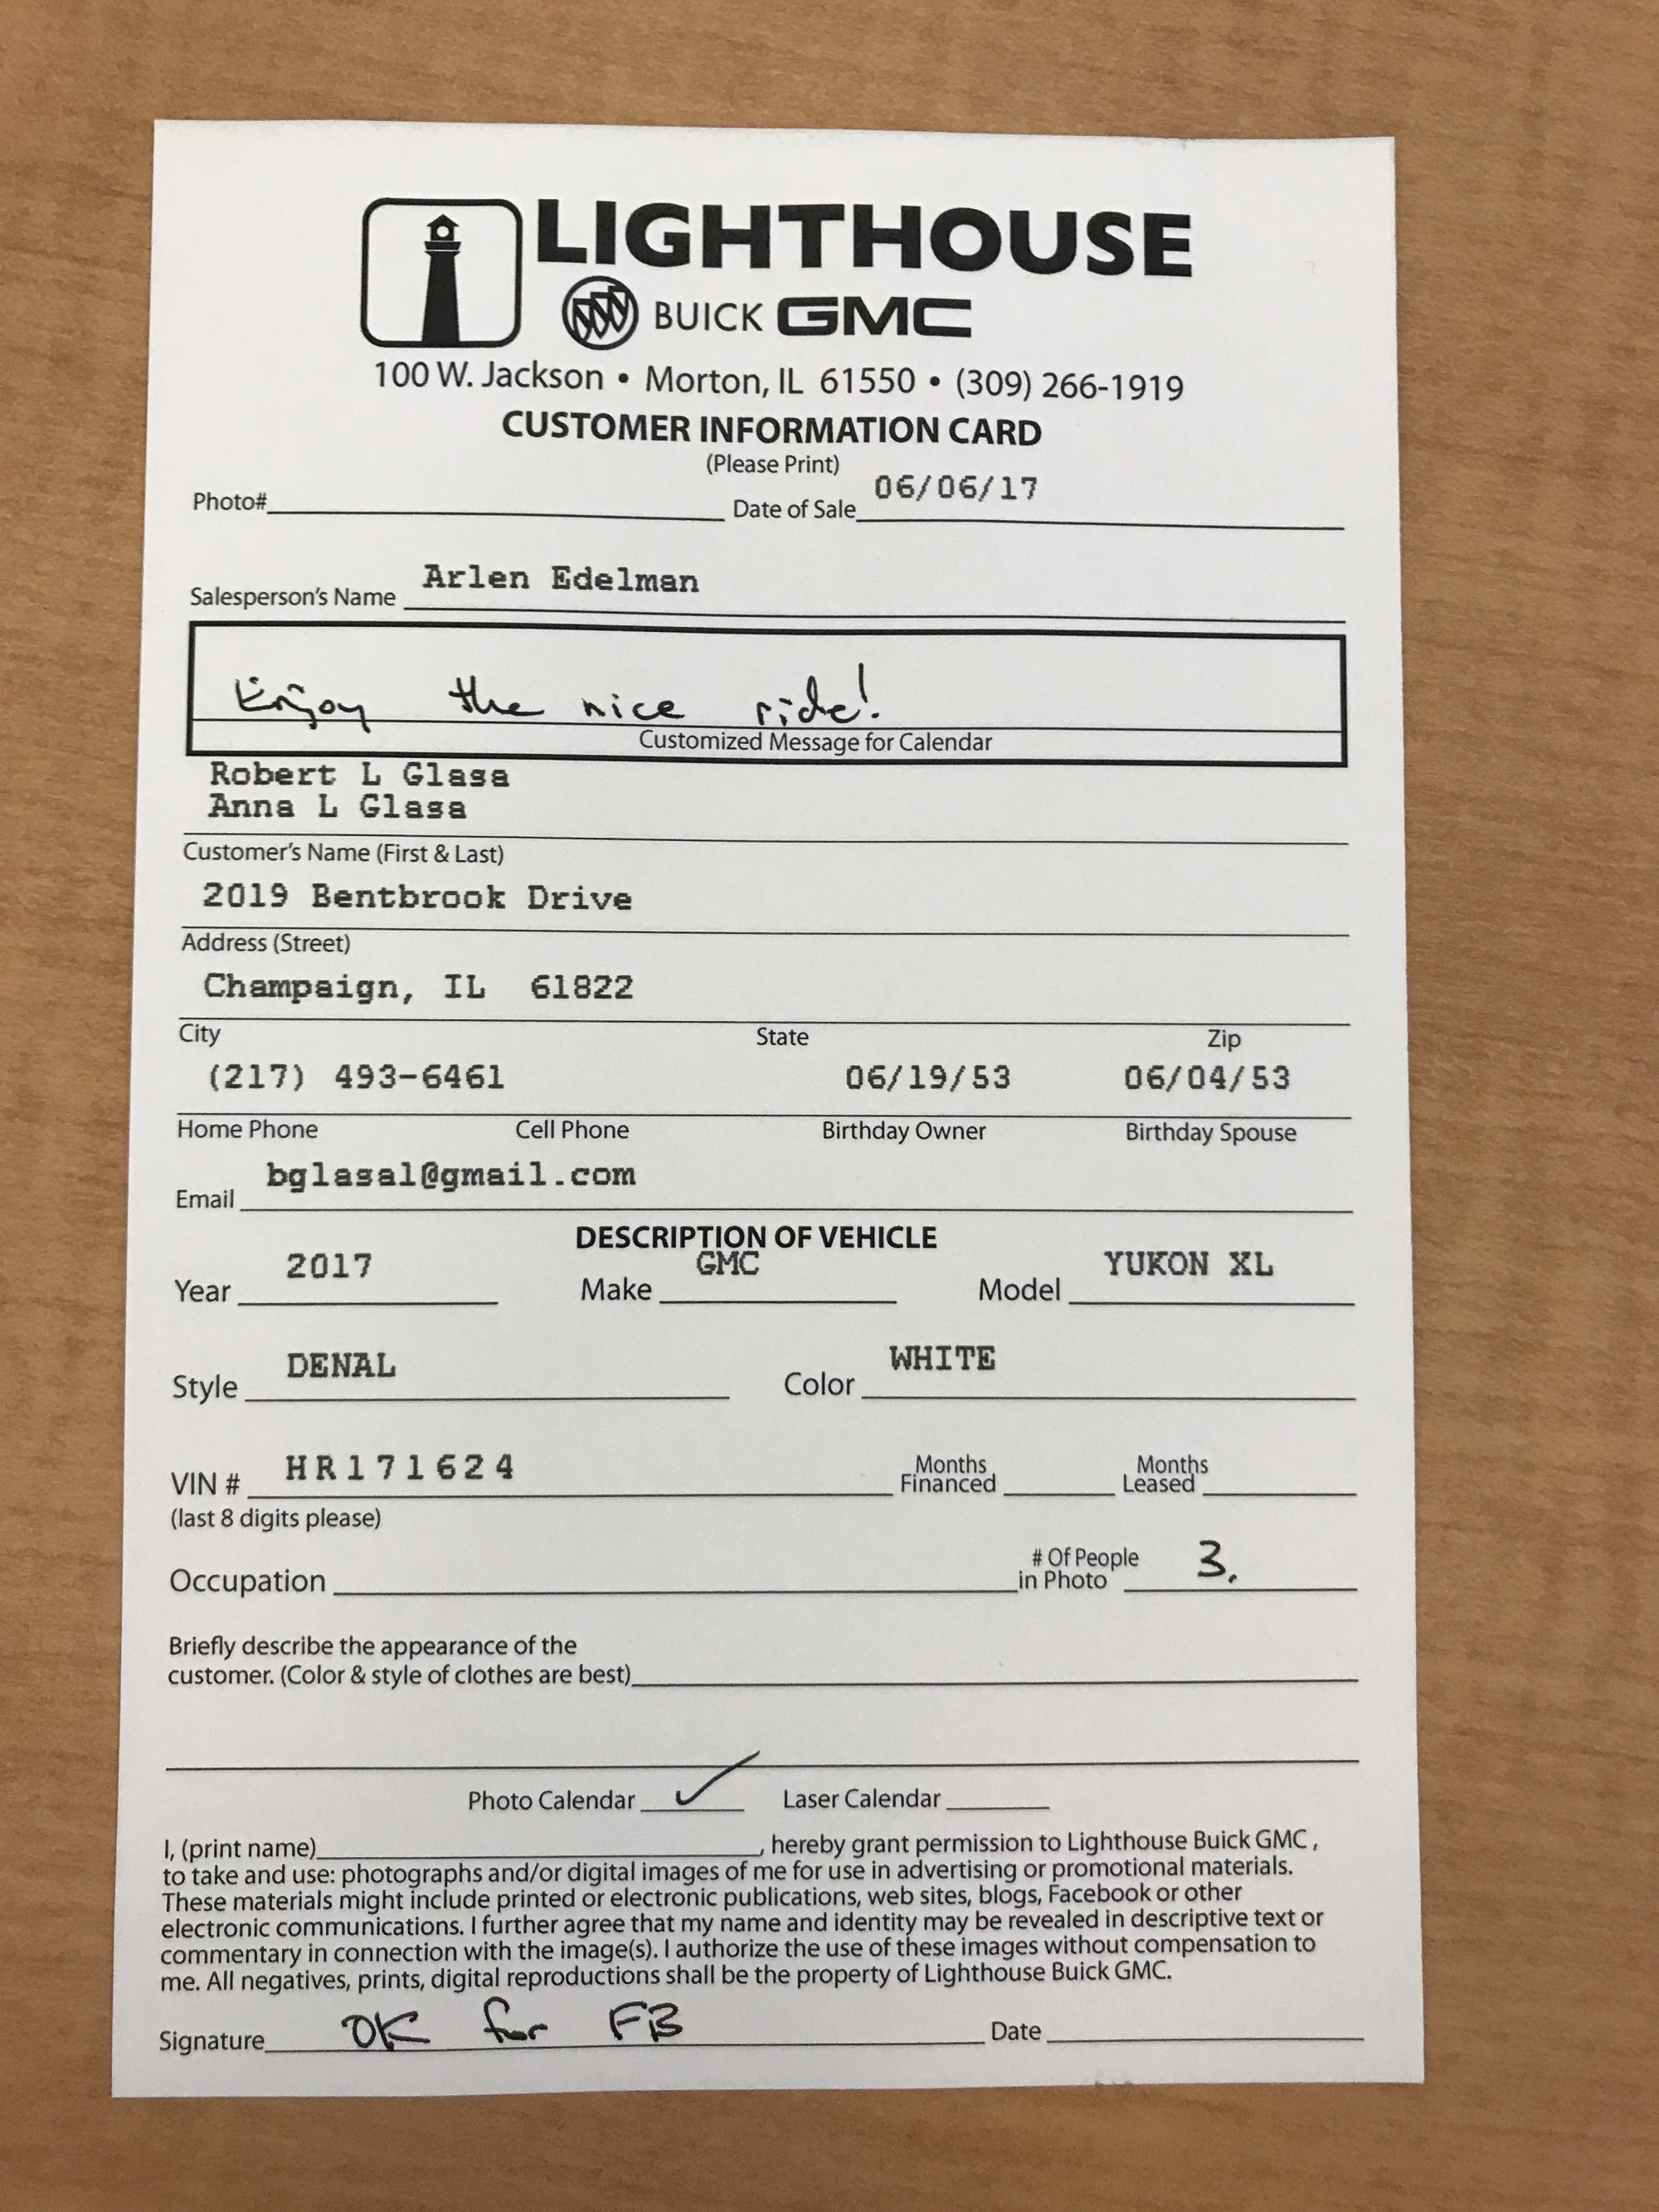 LIGHTHOUSE
BUICK GMC
100 W. Jackson • Morton, IL 61550 • (309) 266-1919
CUSTOMER INFORMATION CARD
(Please Print)
Photo# Date of Sale 06/06/17
Salesperson's Name Arlen Edelman
Enjoy the nice ride!
Customized Message for Calendar
Robert L Glasa
Anna L Glasa
Customer's Name (First & Last)
2019 Bentbrook Drive
Address (Street)
Champaign, IL 61822
City State Zip
(217) 493-6461 06/19/53 06/04/53
Home Phone Cell Phone Birthday Owner Birthday Spouse
Email bglasal@gmail.com
DESCRIPTION OF VEHICLE
Year 2017 Make GMC Model YUKON XL
Style DENAL Color WHITE
VIN # HR171624 Months Financed Months Leased
(last 8 digits please)
Occupation # Of People in Photo 3.
Briefly describe the appearance of the
customer. (Color & style of clothes are best)
Photo Calendar ✓ Laser Calendar
I, (print name) , hereby grant permission to Lighthouse Buick GMC ,
to take and use: photographs and/or digital images of me for use in advertising or promotional materials.
These materials might include printed or electronic publications, web sites, blogs, Facebook or other
electronic communications. I further agree that my name and identity may be revealed in descriptive text or
commentary in connection with the image(s). I authorize the use of these images without compensation to
me. All negatives, prints, digital reproductions shall be the property of Lighthouse Buick GMC.
Signature OK for FB Date